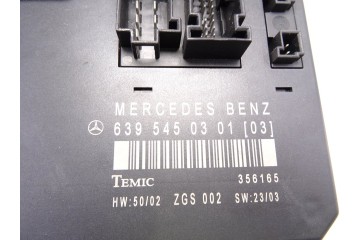 MERCEDES BENZ
639 545 03 01 [03]
TEMIC 356165
HW:50/02 ZGS 002 SW:23/03